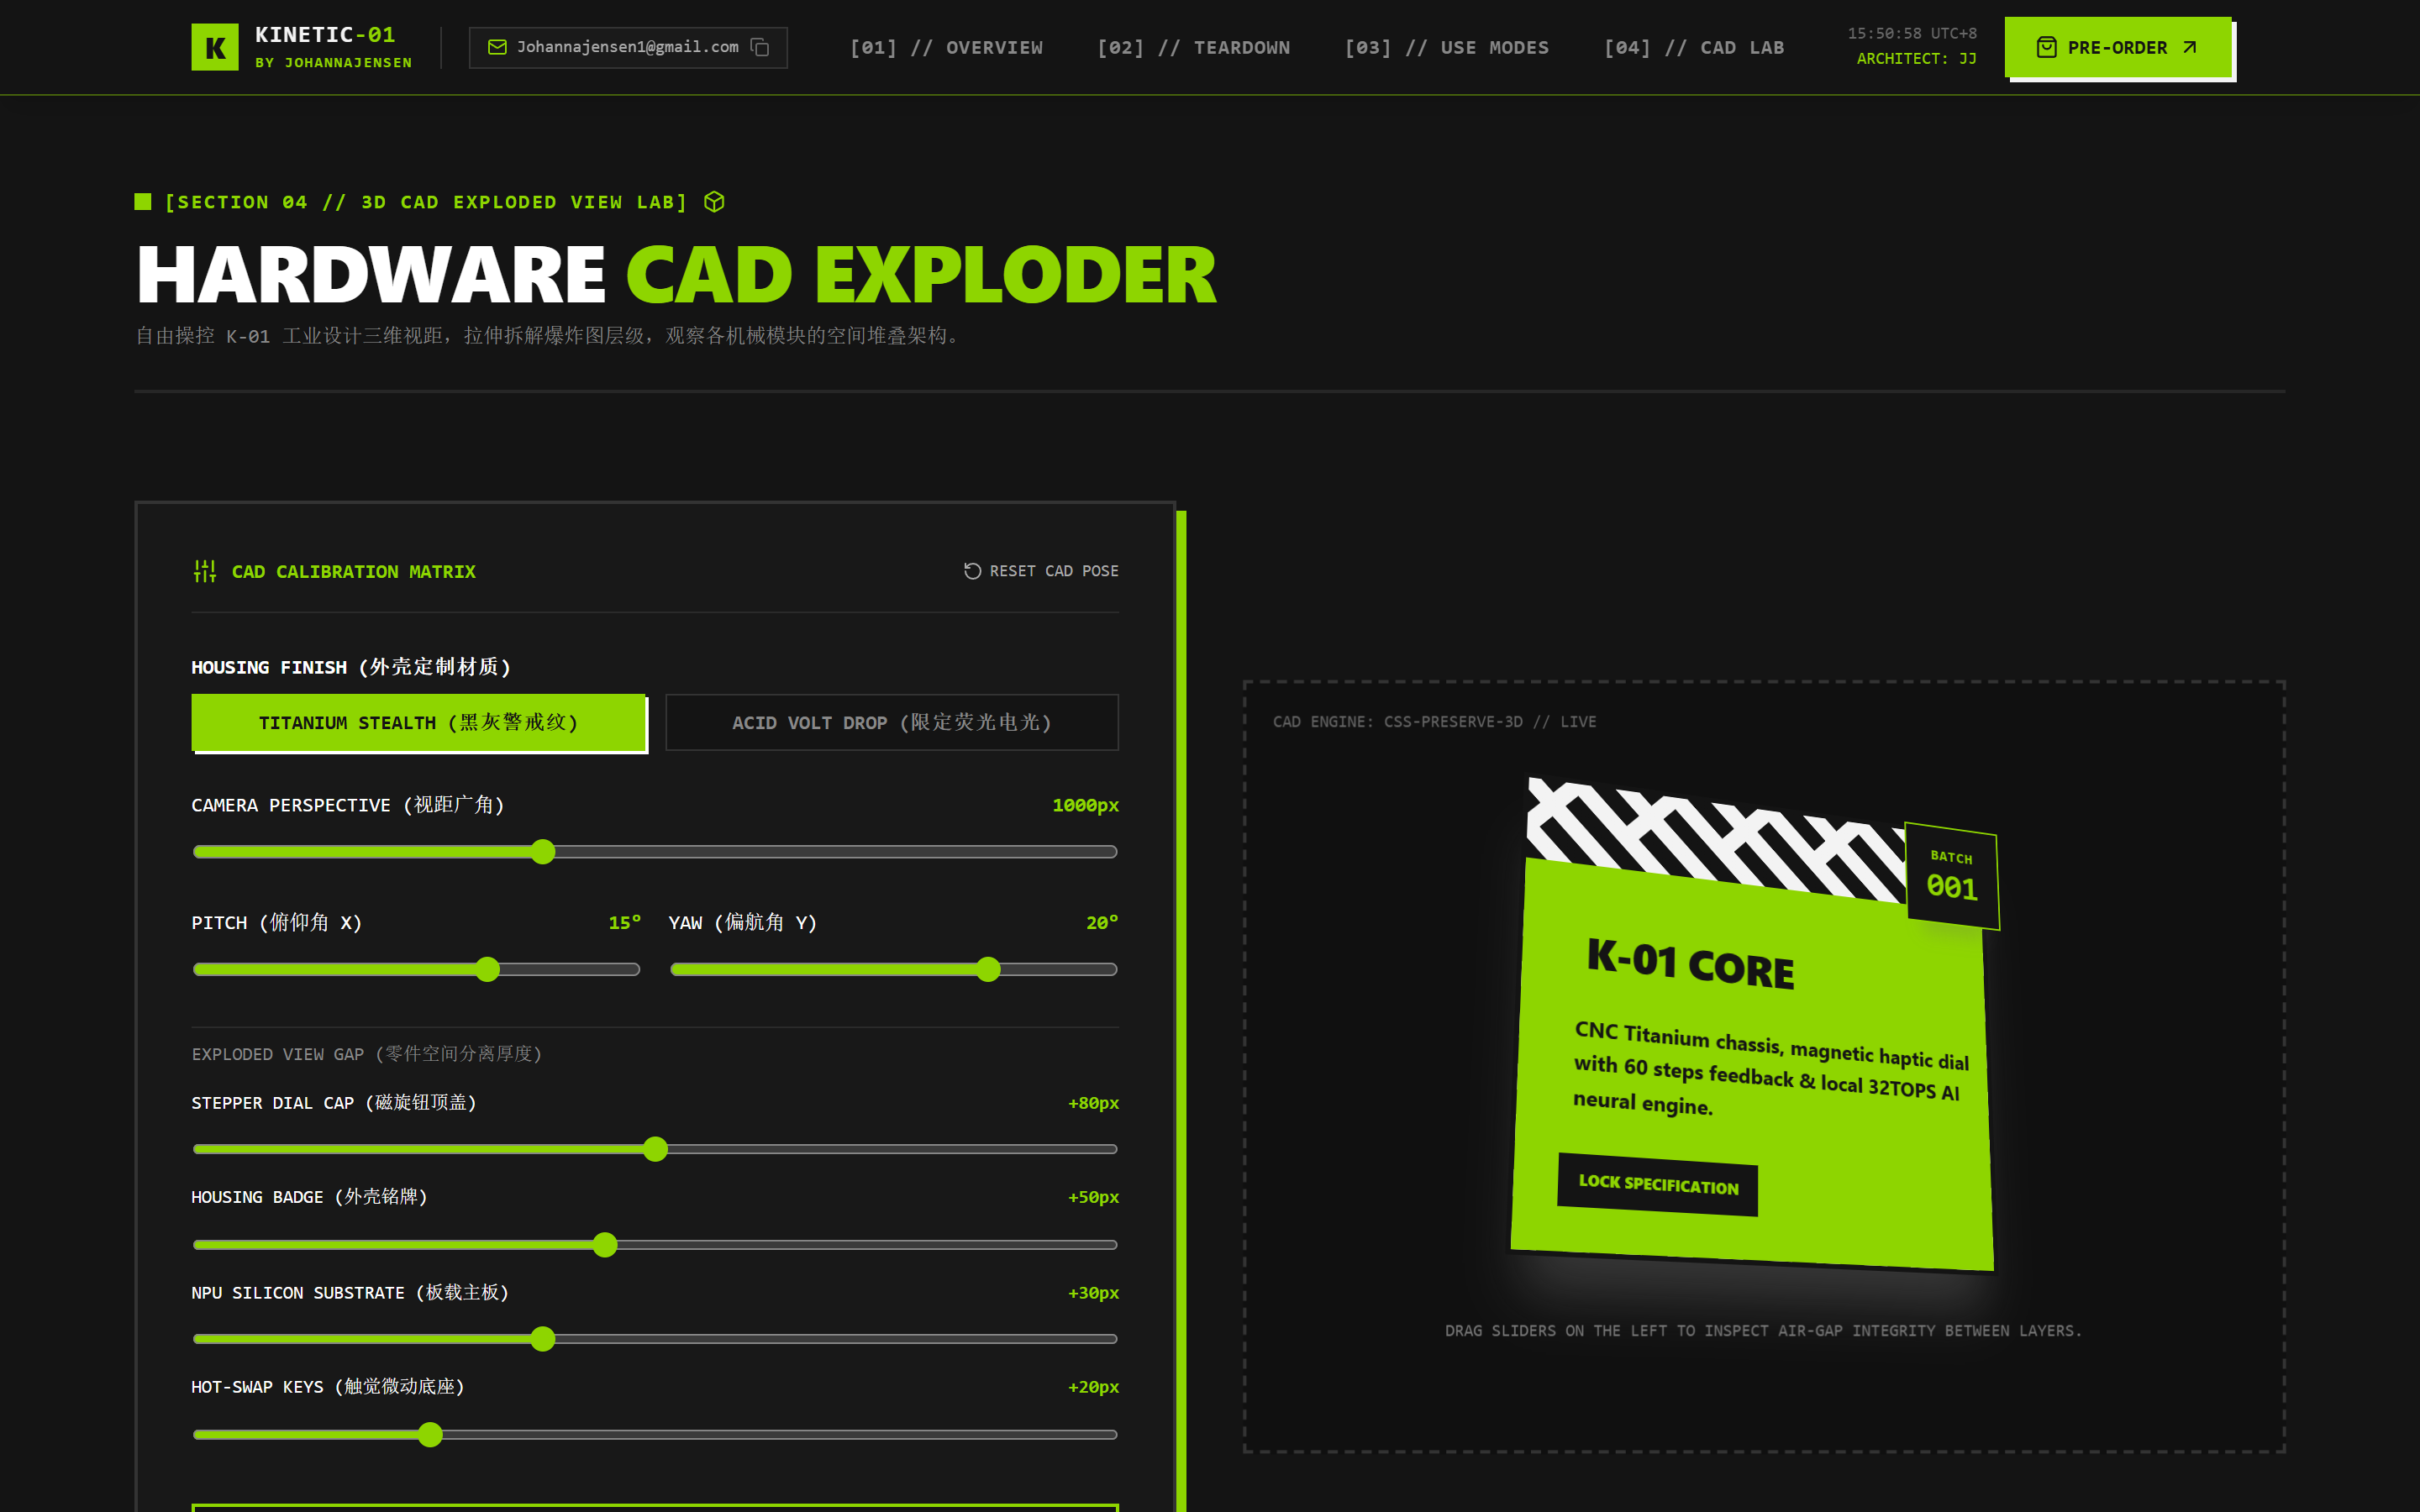 K
KINETIC-01
BY JOHANNAJENSEN
Johannajensen1@gmail.com
[01] // OVERVIEW
[02] // TEARDOWN
[03] // USE MODES
[04] // CAD LAB
15:50:58 UTC+8
ARCHITECT: JJ
PRE-ORDER
[SECTION 04 // 3D CAD EXPLODED VIEW LAB]
HARDWARE CAD EXPLODER
自由操控 K-01 工业设计三维视距，拉伸拆解爆炸图层级，观察各机械模块的空间堆叠架构。
CAD CALIBRATION MATRIX
RESET CAD POSE
HOUSING FINISH (外壳定制材质)
TITANIUM STEALTH (黑灰警戒纹)
ACID VOLT DROP (限定荧光电光)
CAMERA PERSPECTIVE (视距广角)
1000px
PITCH (俯仰角 X)
15°
YAW (偏航角 Y)
20°
EXPLODED VIEW GAP (零件空间分离厚度)
STEPPER DIAL CAP (磁旋钮顶盖)
+80px
HOUSING BADGE (外壳铭牌)
+50px
NPU SILICON SUBSTRATE (板载主板)
+30px
HOT-SWAP KEYS (触觉微动底座)
+20px
CAD ENGINE: CSS-PRESERVE-3D // LIVE
BATCH
001
K-01 CORE
CNC Titanium chassis, magnetic haptic dial
with 60 steps feedback & local 32TOPS AI
neural engine.
LOCK SPECIFICATION
DRAG SLIDERS ON THE LEFT TO INSPECT AIR-GAP INTEGRITY BETWEEN LAYERS.